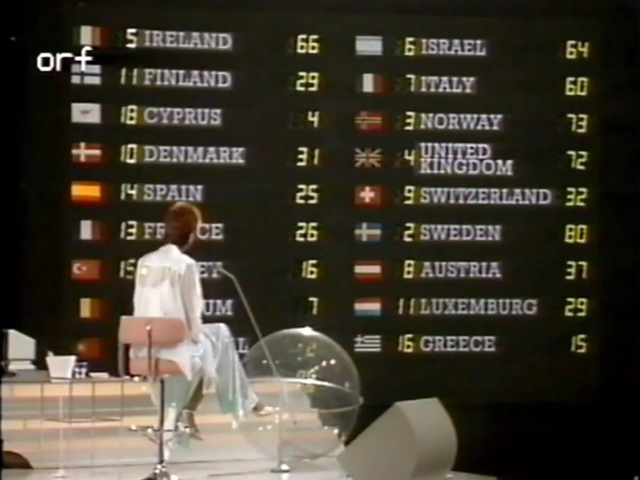 orf
5 IRELAND 66
11 FINLAND 29
18 CYPRUS 4
10 DENMARK 31
14 SPAIN 25
13 26
15 16
7
6 ISRAEL 64
7 ITALY 60
3 NORWAY 73
4 UNITED
KINGDOM 72
9 SWITZERLAND 32
2 SWEDEN 80
8 AUSTRIA 37
11 LUXEMBURG 29
16 GREECE 15